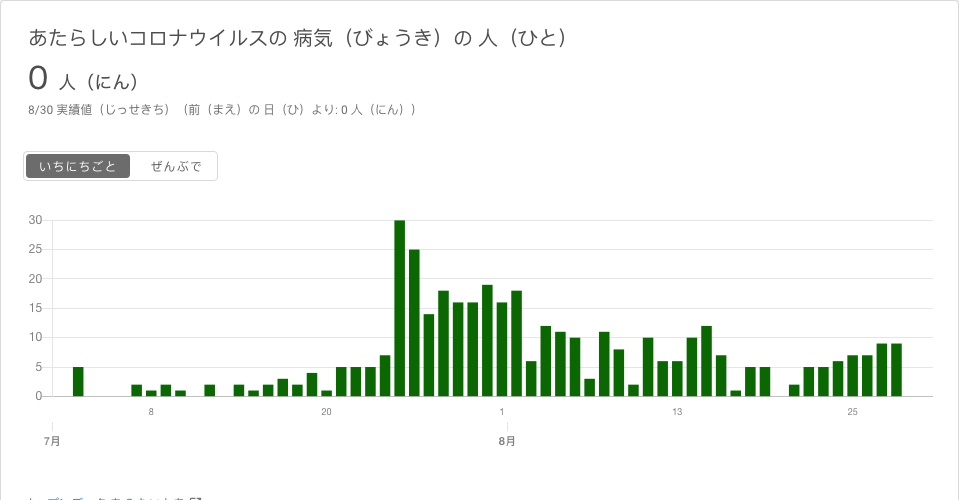 あたらしいコロナウイルスの 病気（びょうき）の 人（ひと）
0 人（にん）
8/30 実績値（じっせきち）（前（まえ）の 日（ひ）より: 0 人（にん））
いちにちごと ぜんぶで
30
25
20
15
10
5
0
8 20 1 13 25
7月 8月